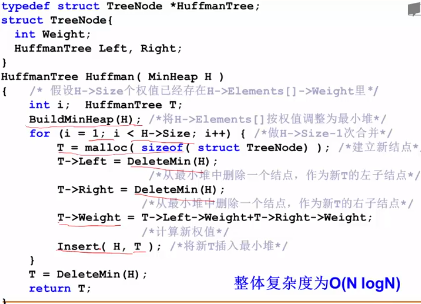 typedef struct TreeNode *HuffmanTree;
struct TreeNode{
int Weight;
HuffmanTree Left, Right;
}
HuffmanTree Huffman( MinHeap H )
{ /* 假设H->Size个权值已经存在H->Elements[]->Weight里*/
int i; HuffmanTree T;
BuildMinHeap(H); /*将H->Elements[]按权值调整为最小堆*/
for (i = 1; i < H->Size; i++) { /*做H->Size-1次合并*/
T = malloc( sizeof( struct TreeNode) ); /*建立新结点*/
T->Left = DeleteMin(H);
/*从最小堆中删除一个结点，作为新T的左子结点*/
T->Right = DeleteMin(H);
/*从最小堆中删除一个结点，作为新T的右子结点*/
T->Weight = T->Left->Weight+T->Right->Weight;
/*计算新权值*/
Insert( H, T ); /*将新T插入最小堆*/
}
T = DeleteMin(H);
return T;
}
整体复杂度为O(N logN)